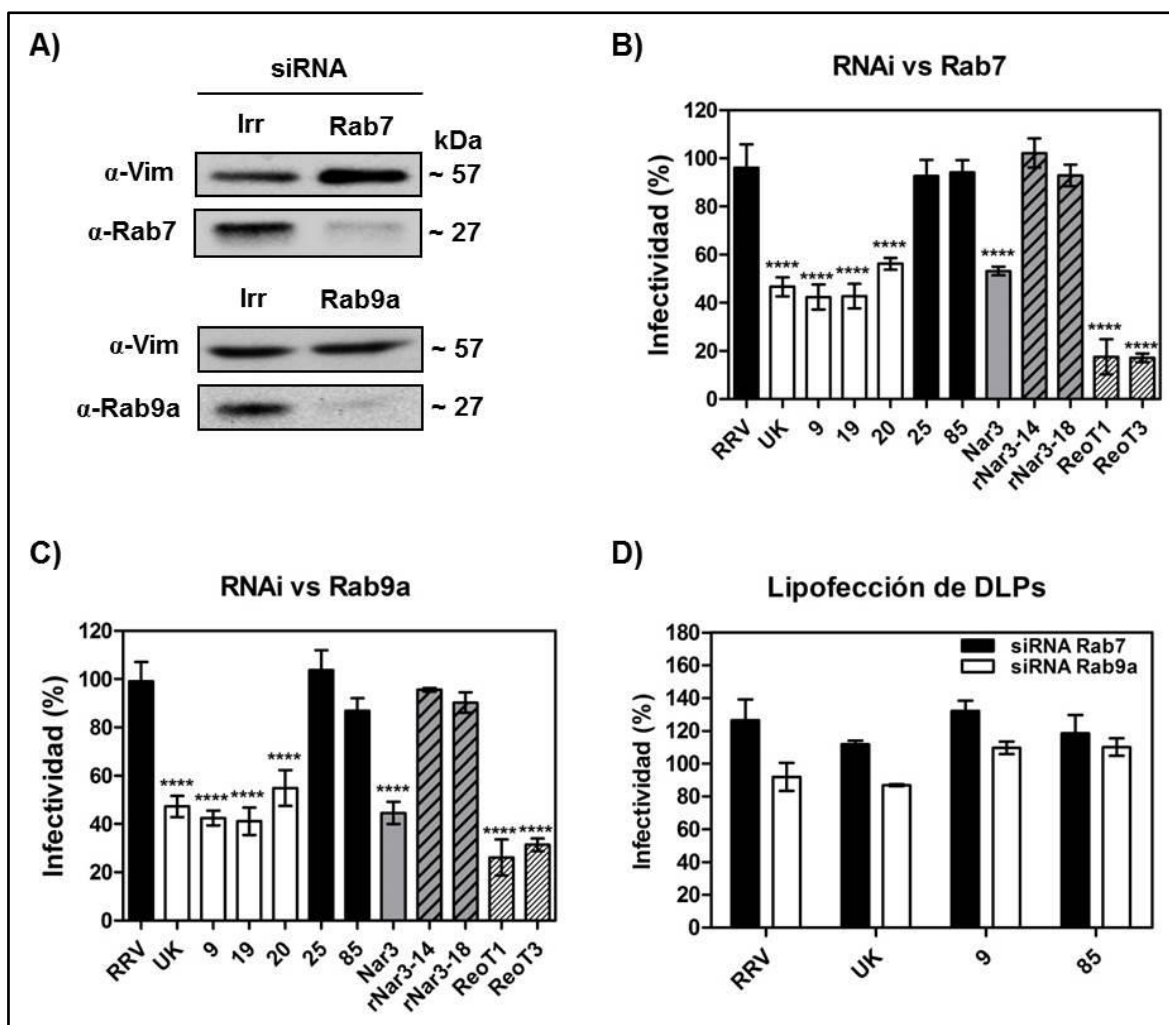 A)
siRNA
Irr Rab7 kDa
α-Vim ~ 57
α-Rab7 ~ 27
Irr Rab9a
α-Vim ~ 57
α-Rab9a ~ 27
B)
RNAi vs Rab7
Infectividad (%)
120
100
80
60
40
20
0
**** **** **** **** **** **** ****
RRV UK 9 19 20 25 85 Nar3 rNar3-14 rNar3-18 ReoT1 ReoT3
C)
RNAi vs Rab9a
Infectividad (%)
120
100
80
60
40
20
0
**** **** **** **** **** **** ****
RRV UK 9 19 20 25 85 Nar3 rNar3-14 rNar3-18 ReoT1 ReoT3
D)
Lipofección de DLPs
siRNA Rab7
siRNA Rab9a
Infectividad (%)
180
160
140
120
100
80
60
40
20
0
RRV UK 9 85